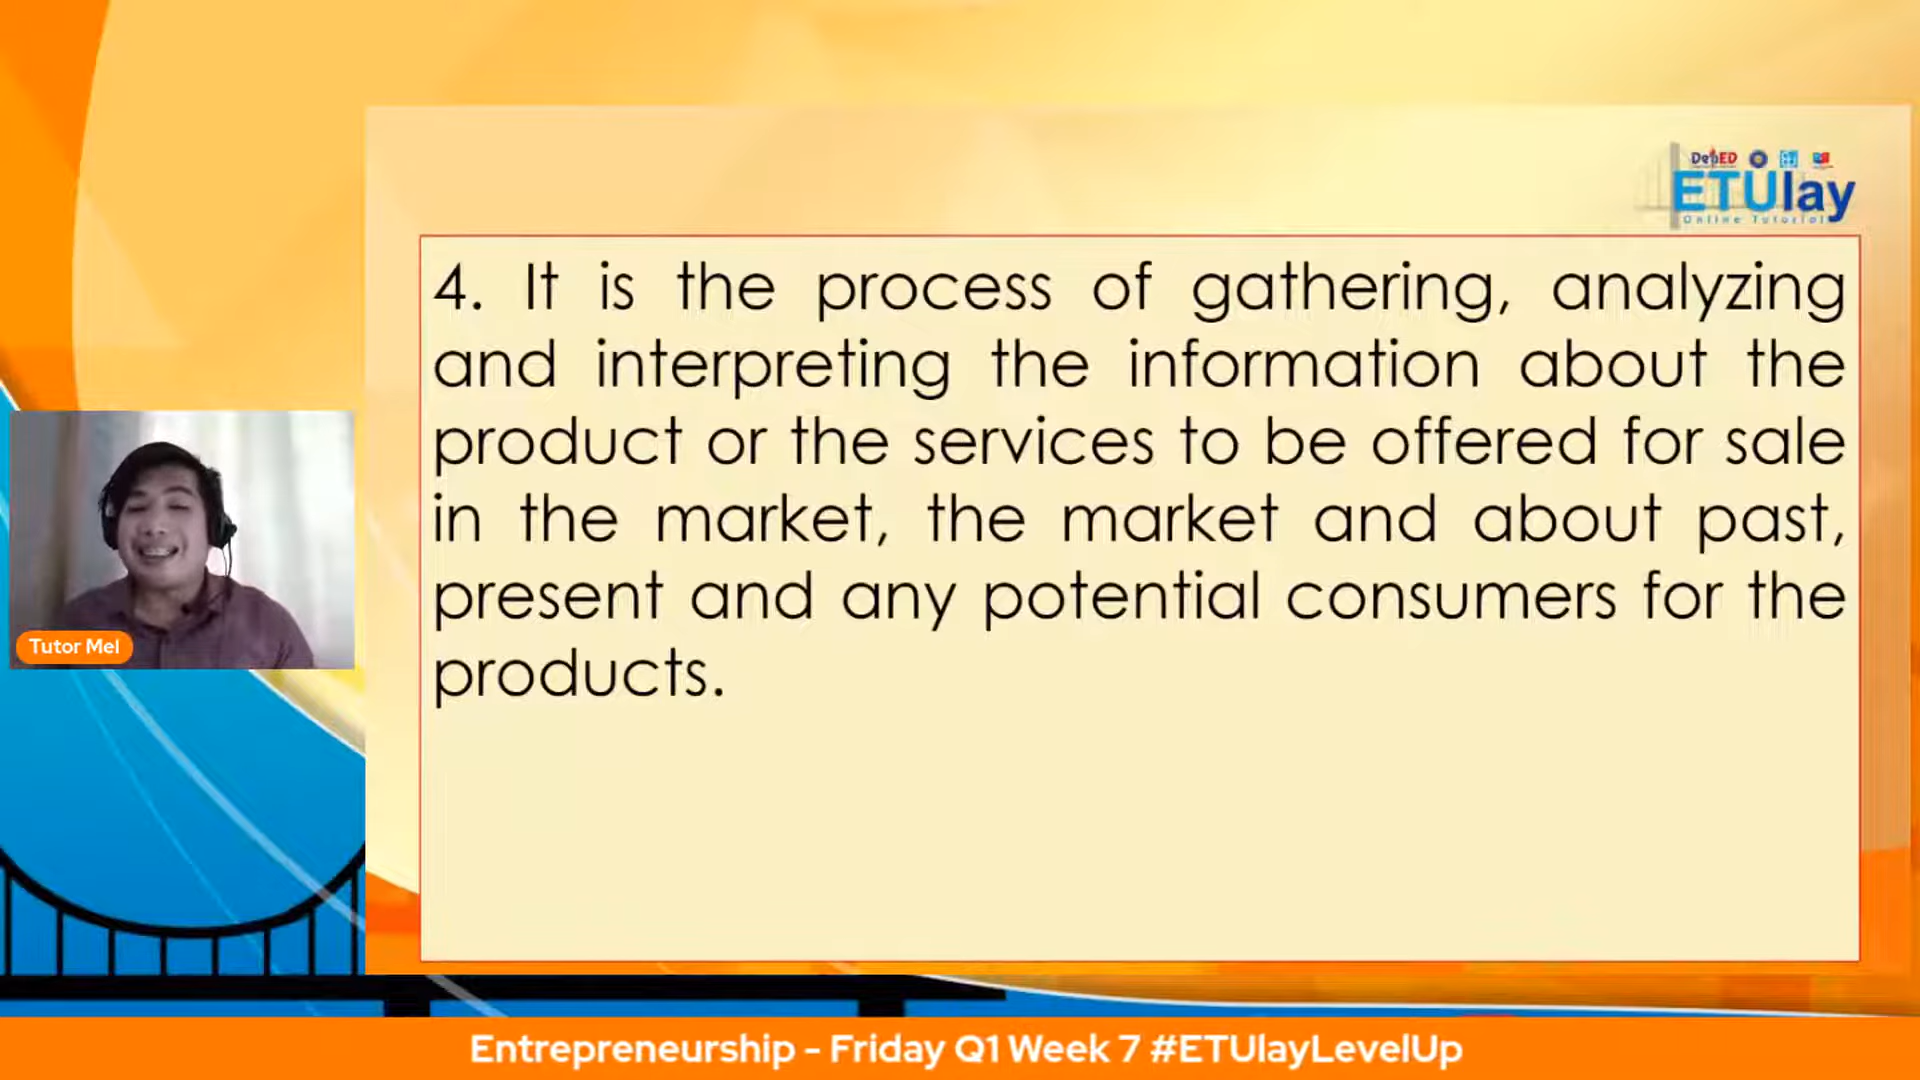 DepED
ETUlay
Online Tutorial
4. It is the process of gathering, analyzing
and interpreting the information about the
product or the services to be offered for sale
in the market, the market and about past,
present and any potential consumers for the
products.
Tutor Mel
Entrepreneurship - Friday Q1 Week 7 #ETUlayLevelUp